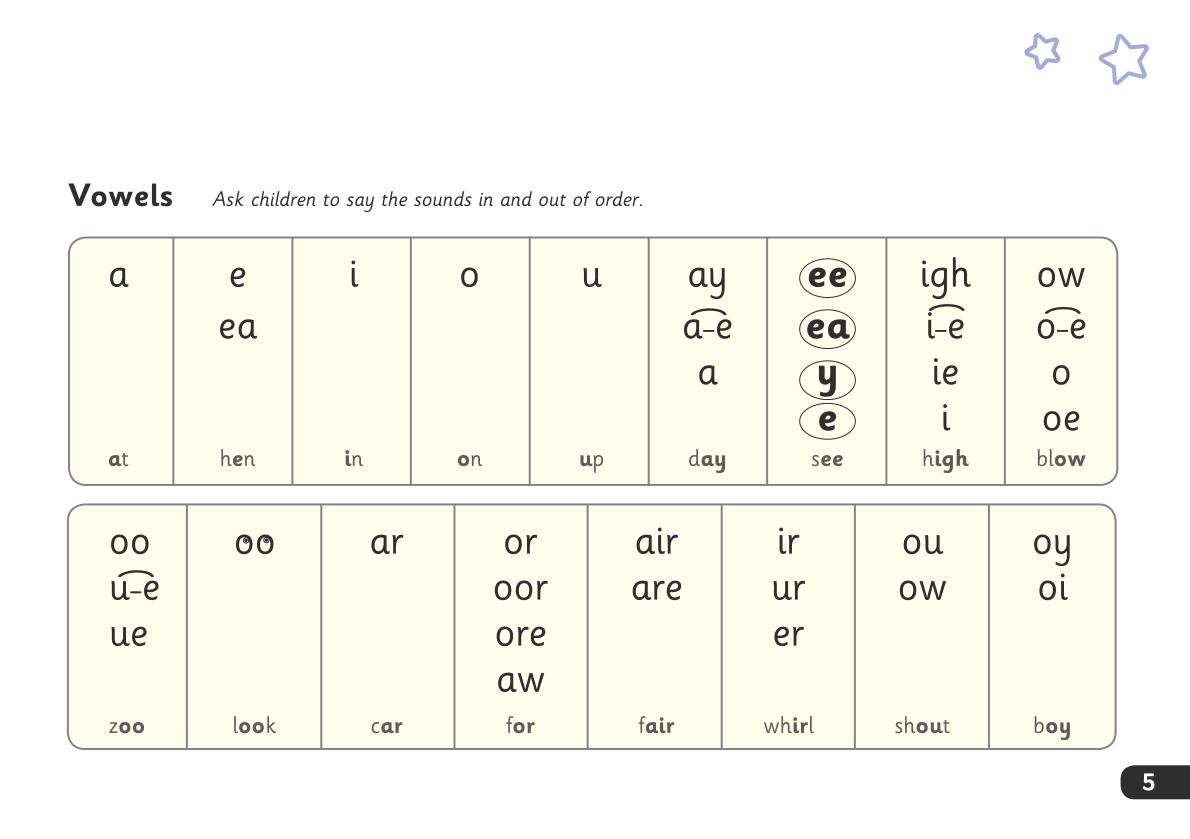 Vowels Ask children to say the sounds in and out of order.
a e i o u ay ee igh ow
ea a-e ea i-e o-e
a y ie o
e i oe
at hen in on up day see high blow
oo oo ar or air ir ou oy
u-e oor are ur ow oi
ue ore er
aw
zoo look car for fair whirl shout boy
5